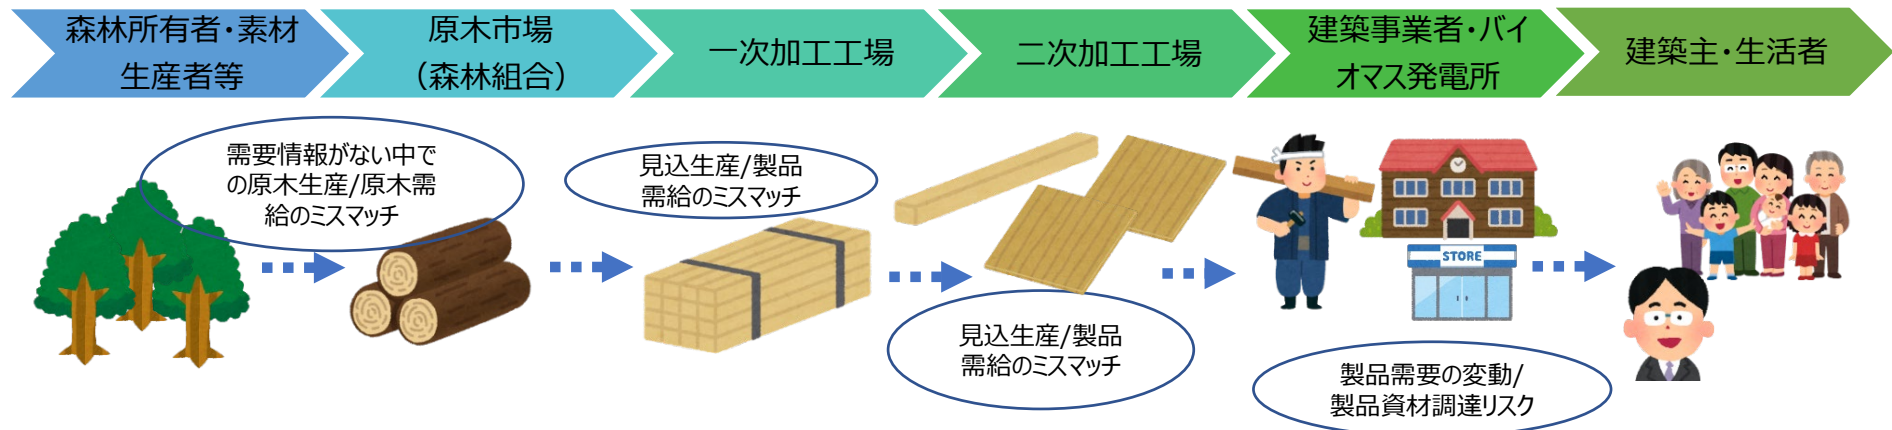 森林所有者・素材
生産者等
原木市場
（森林組合）
一次加工工場
二次加工工場
建築事業者・バイ
オマス発電所
建築主・生活者
需要情報がない中で
の原木生産/原木需
給のミスマッチ
見込生産/製品
需給のミスマッチ
見込生産/製品
需給のミスマッチ
STORE
製品需要の変動/
製品資材調達リスク